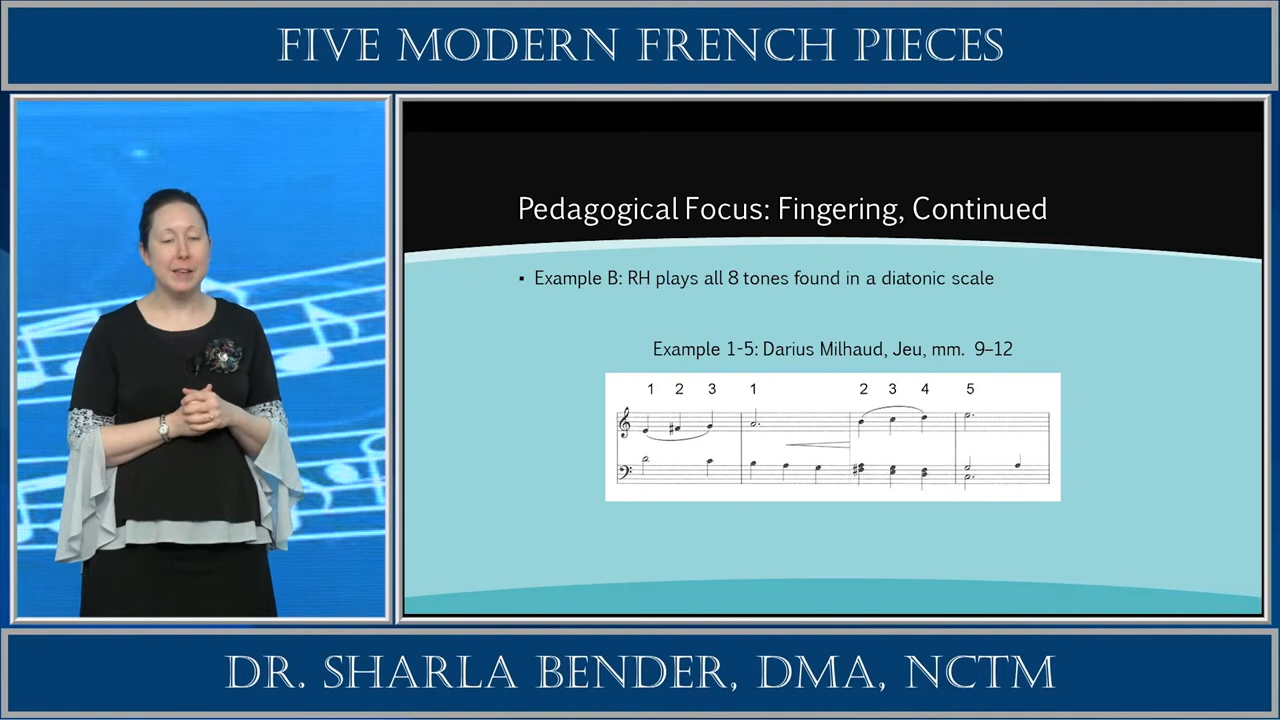 FIVE MODERN FRENCH PIECES
Pedagogical Focus: Fingering, Continued
▪ Example B: RH plays all 8 tones found in a diatonic scale
Example 1-5: Darius Milhaud, Jeu, mm. 9–12
1 2 3 1 2 3 4 5
DR. SHARLA BENDER, DMA, NCTM